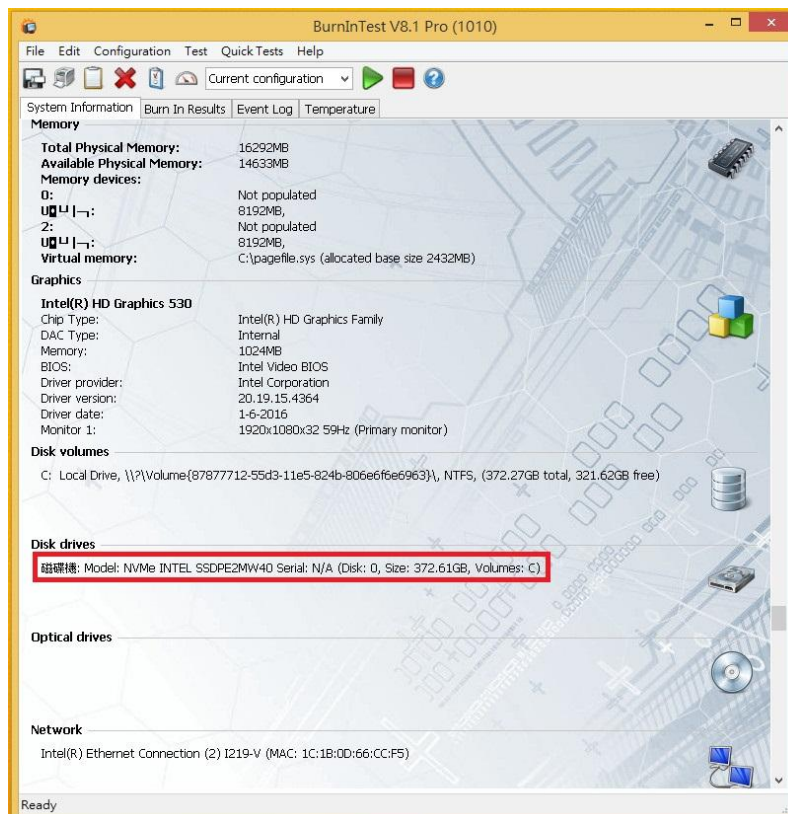 BurnInTest V8.1 Pro (1010)
File Edit Configuration Test Quick Tests Help
Current configuration
System Information Burn In Results Event Log Temperature
Memory
Total Physical Memory: 16292MB
Available Physical Memory: 14633MB
Memory devices:
0: Not populated
8192MB,
2: Not populated
8192MB,
Virtual memory: C:\pagefile.sys (allocated base size 2432MB)
Graphics
Intel(R) HD Graphics 530
Chip Type: Intel(R) HD Graphics Family
DAC Type: Internal
Memory: 1024MB
BIOS: Intel Video BIOS
Driver provider: Intel Corporation
Driver version: 20.19.15.4364
Driver date: 1-6-2016
Monitor 1: 1920x1080x32 59Hz (Primary monitor)
Disk volumes
C: Local Drive, \\?\Volume{87877712-55d3-11e5-824b-806e6f6e6963}\, NTFS, (372.27GB total, 321.62GB free)
Disk drives
磁碟機: Model: NVMe INTEL SSDPE2MW40 Serial: N/A (Disk: 0, Size: 372.61GB, Volumes: C)
Optical drives
Network
Intel(R) Ethernet Connection (2) I219-V (MAC: 1C:1B:0D:66:CC:F5)
Ready